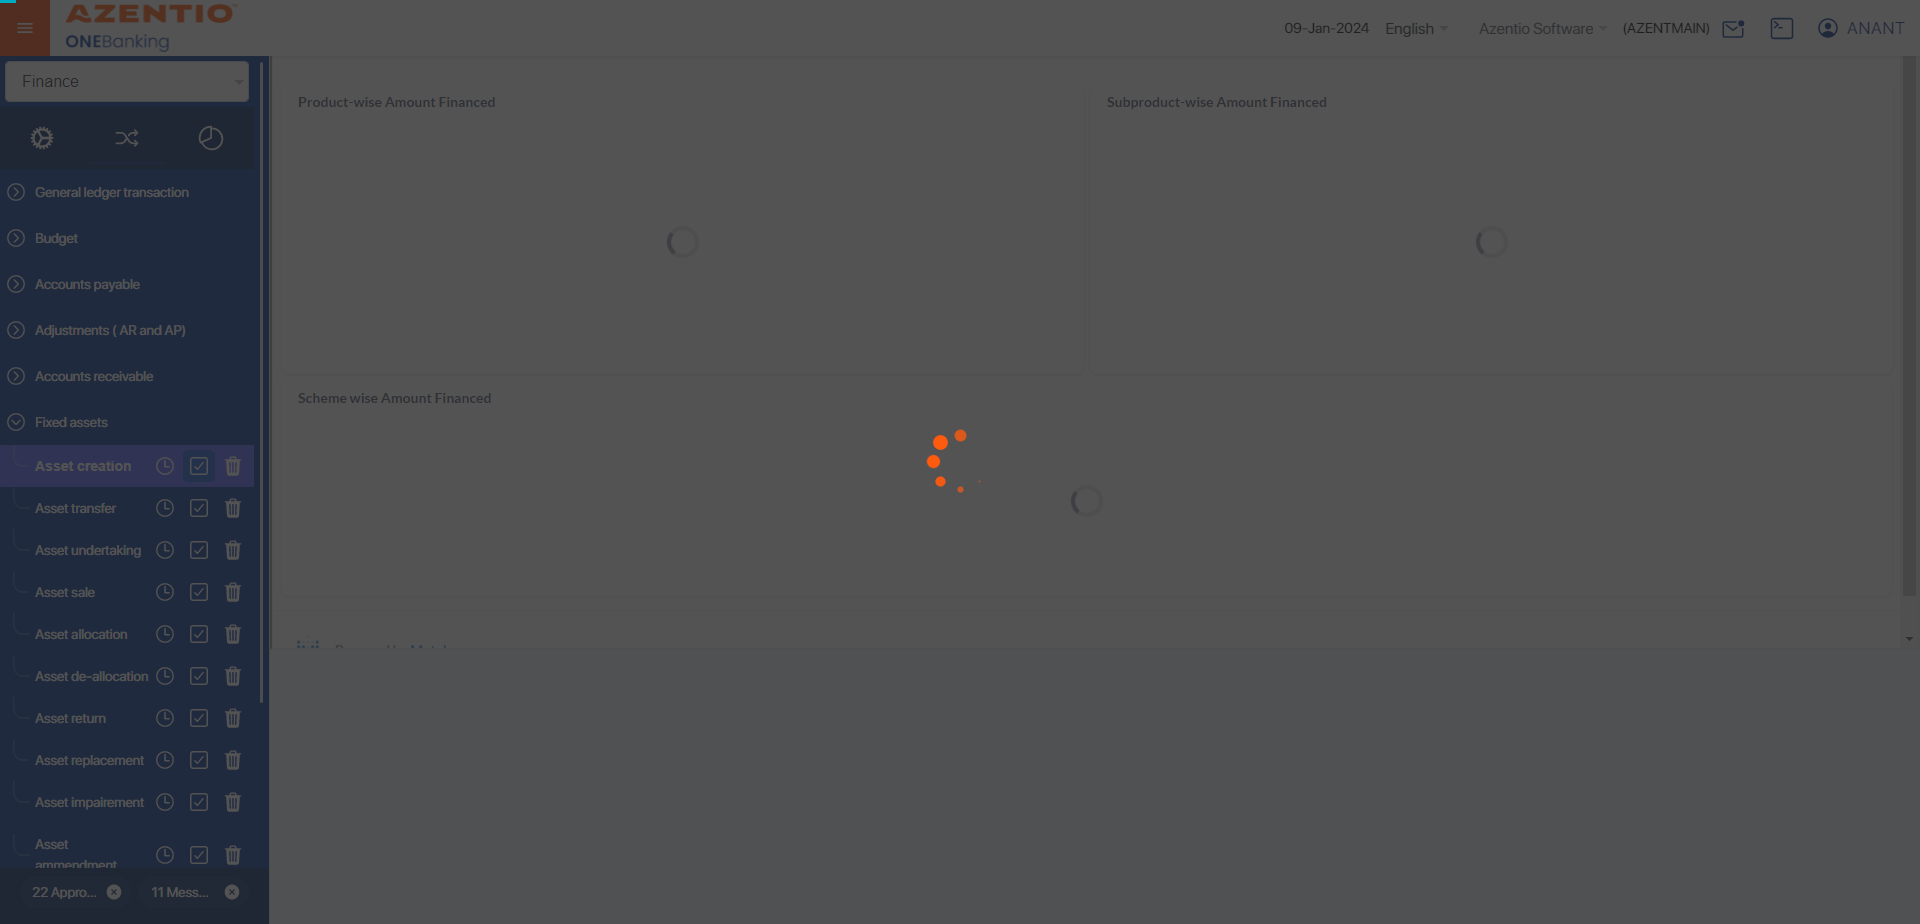 AZENTIO
ONEBanking
09-Jan-2024
English
Azentio Software
(AZENTMAIN)
ANANT
Finance
General ledger transaction
Budget
Accounts payable
Adjustments ( AR and AP)
Accounts receivable
Fixed assets
Asset creation
Asset transfer
Asset undertaking
Asset sale
Asset allocation
Asset de-allocation
Asset return
Asset replacement
Asset impairement
Asset
ammendment
22 Appro...
11 Mess...
Product-wise Amount Financed
Subproduct-wise Amount Financed
Scheme wise Amount Financed